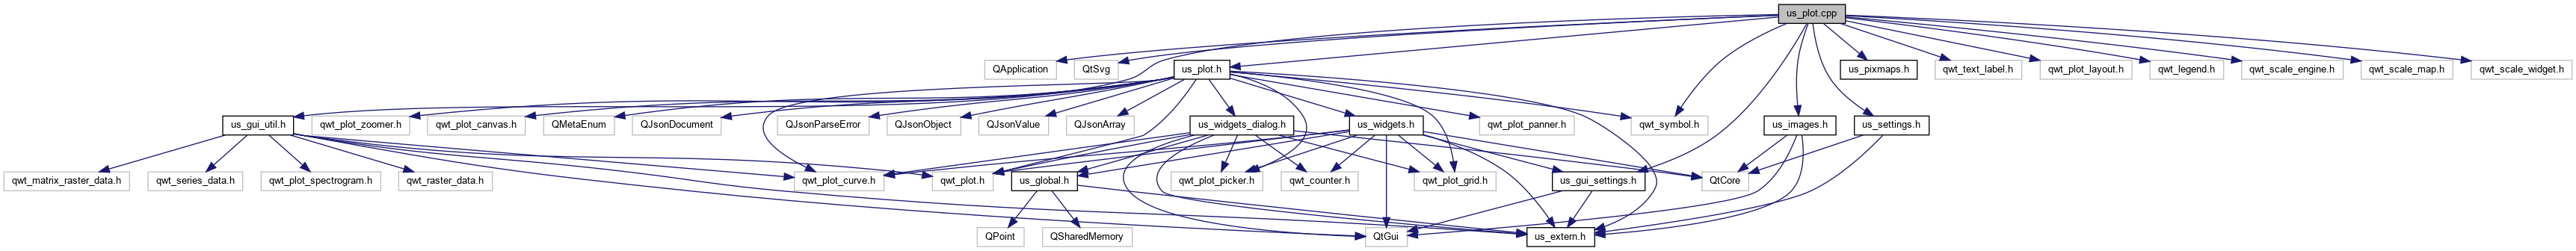 us_plot.cpp
QApplication
QtSvg
us_plot.h
us_pixmaps.h
qwt_text_label.h
qwt_plot_layout.h
qwt_legend.h
qwt_scale_engine.h
qwt_scale_map.h
qwt_scale_widget.h
us_gui_util.h
qwt_plot_zoomer.h
qwt_plot_canvas.h
QMetaEnum
QJsonDocument
QJsonParseError
QJsonObject
QJsonValue
QJsonArray
us_widgets_dialog.h
us_widgets.h
qwt_plot_panner.h
qwt_symbol.h
us_images.h
us_settings.h
qwt_matrix_raster_data.h
qwt_series_data.h
qwt_plot_spectrogram.h
qwt_raster_data.h
qwt_plot_curve.h
qwt_plot.h
us_global.h
qwt_plot_picker.h
qwt_counter.h
qwt_plot_grid.h
us_gui_settings.h
QtCore
QPoint
QSharedMemory
QtGui
us_extern.h